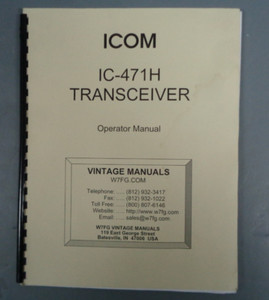 ICOM
IC-471H
TRANSCEIVER
Operator Manual
VINTAGE MANUALS
W7FG.COM
Telephone: ..... (812) 932-3417
Fax: ..... (812) 932-1022
Toll Free: ..... (800) 807-6146
Website: ..... http://www.w7fg.com
Email: ..... sales@w7fg.com
W7FG VINTAGE MANUALS
119 East George Street
Batesville, IN 47006 USA